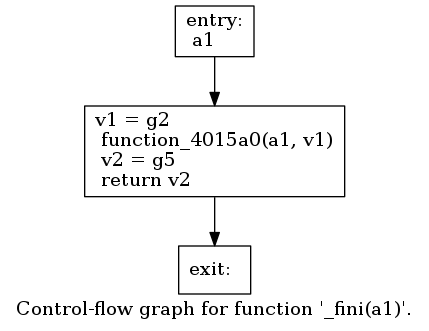 entry:
a1
v1 = g2
function_4015a0(a1, v1)
v2 = g5
return v2
exit:
Control-flow graph for function '_fini(a1)'.